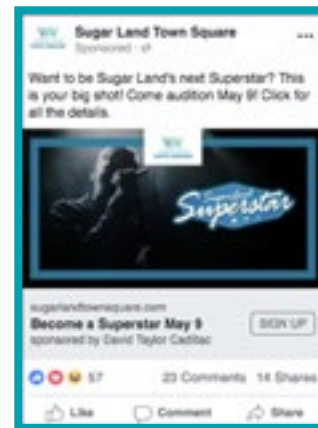 Sugar Land Town Square
Sponsored ·
Want to be Sugar Land's next Superstar? This
is your big shot! Come audition May 9! Click for
all the details.
Superstar
sugarlandtownsquare.com
Become a Superstar May 9
sponsored by David Taylor Cadillac
SIGN UP
57
23 Comments 14 Shares
Like Comment Share